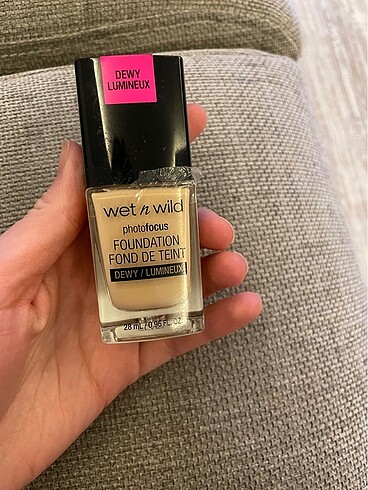 DEWY
LUMINEUX
wet n wild
photofocus
FOUNDATION
FOND DE TEINT
DEWY / LUMINEUX
28 mL / 0.95 FL. OZ.